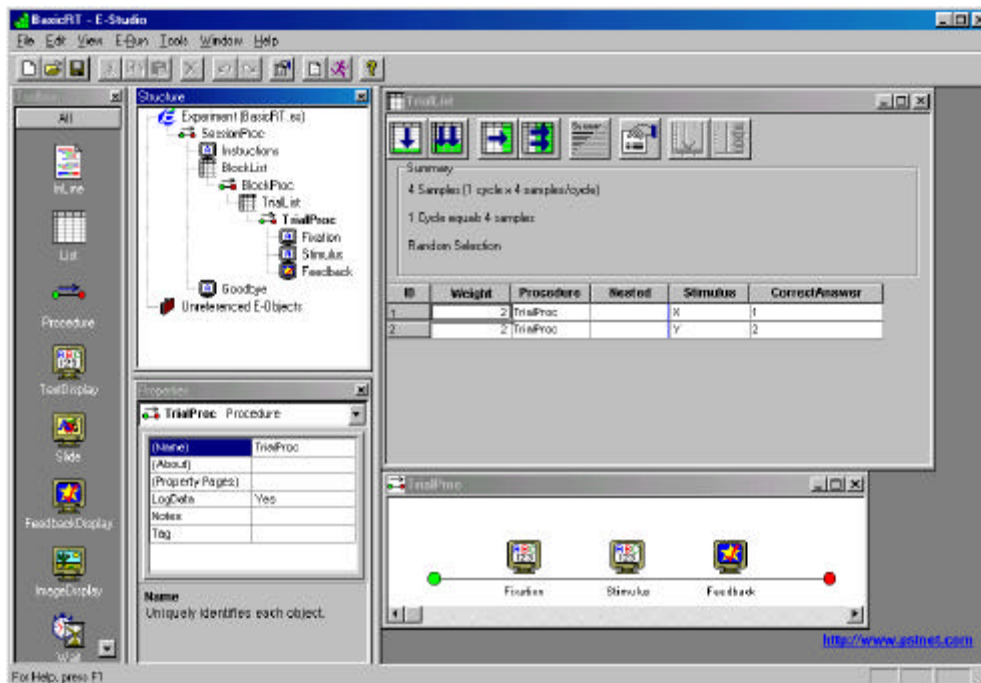 BasicRT - E-Studio
File Edit View E-Run Tools Window Help
All
InLine
List
Procedure
TextDisplay
Slide
FeedbackDisplay
ImageDisplay
Wait
Structure
Experiment (BasicRT.es)
SessionProc
Instructions
BlockList
BlockProc
TrialList
TrialProc
Fixation
Stimulus
Feedback
Goodbye
Unreferenced E-Objects
Properties
TrialProc Procedure
(Name) TrialProc
(About)
(Property Pages)
LogData Yes
Notes
Tag
Name
Uniquely identifies each object.
TrialList
Summary
4 Samples (1 cycle x 4 samples/cycle)
1 Cycle equals 4 samples
Random Selection
ID Weight Procedure Nested Stimulus CorrectAnswer
1 2 TrialProc X 1
2 2 TrialProc Y 2
TrialProc
Fixation Stimulus Feedback
http://www.pstnet.com
For Help, press F1